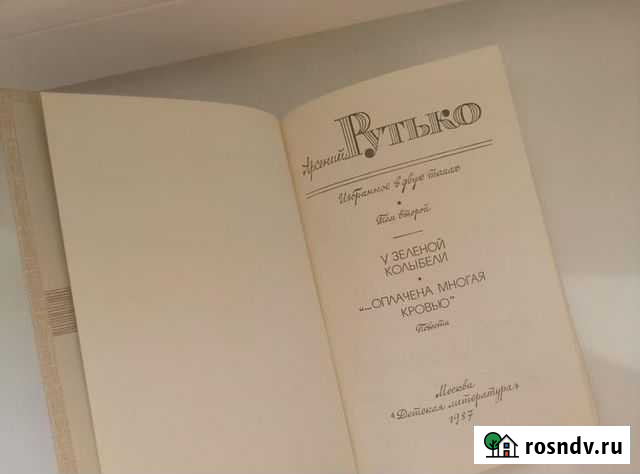 Арсений Рутько
Избранное в двух томах
Том второй
У ЗЕЛЕНОЙ
КОЛЫБЕЛИ
“...ОПЛАЧЕНА МНОГАЯ
КРОВЬЮ”
Повести
Москва
«Детская литература»
1987
rosndv.ru